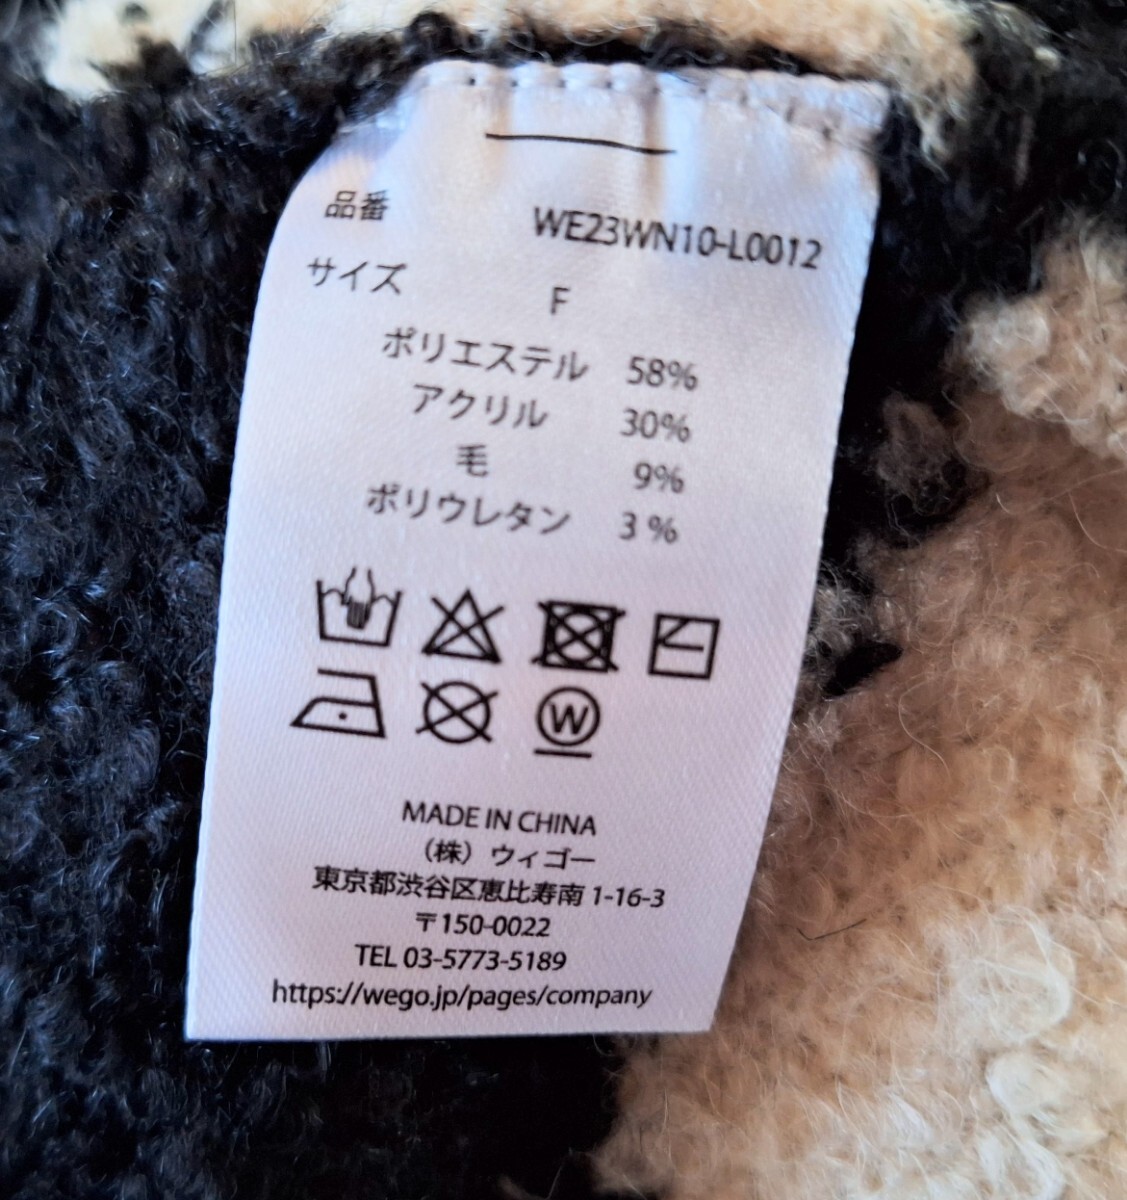 品番 WE23WN10-L0012
サイズ F
ポリエステル 58%
アクリル 30%
毛 9%
ポリウレタン 3%
W
MADE IN CHINA
（株）ウィゴー
東京都渋谷区恵比寿南 1-16-3
〒150-0022
TEL 03-5773-5189
https://wego.jp/pages/company